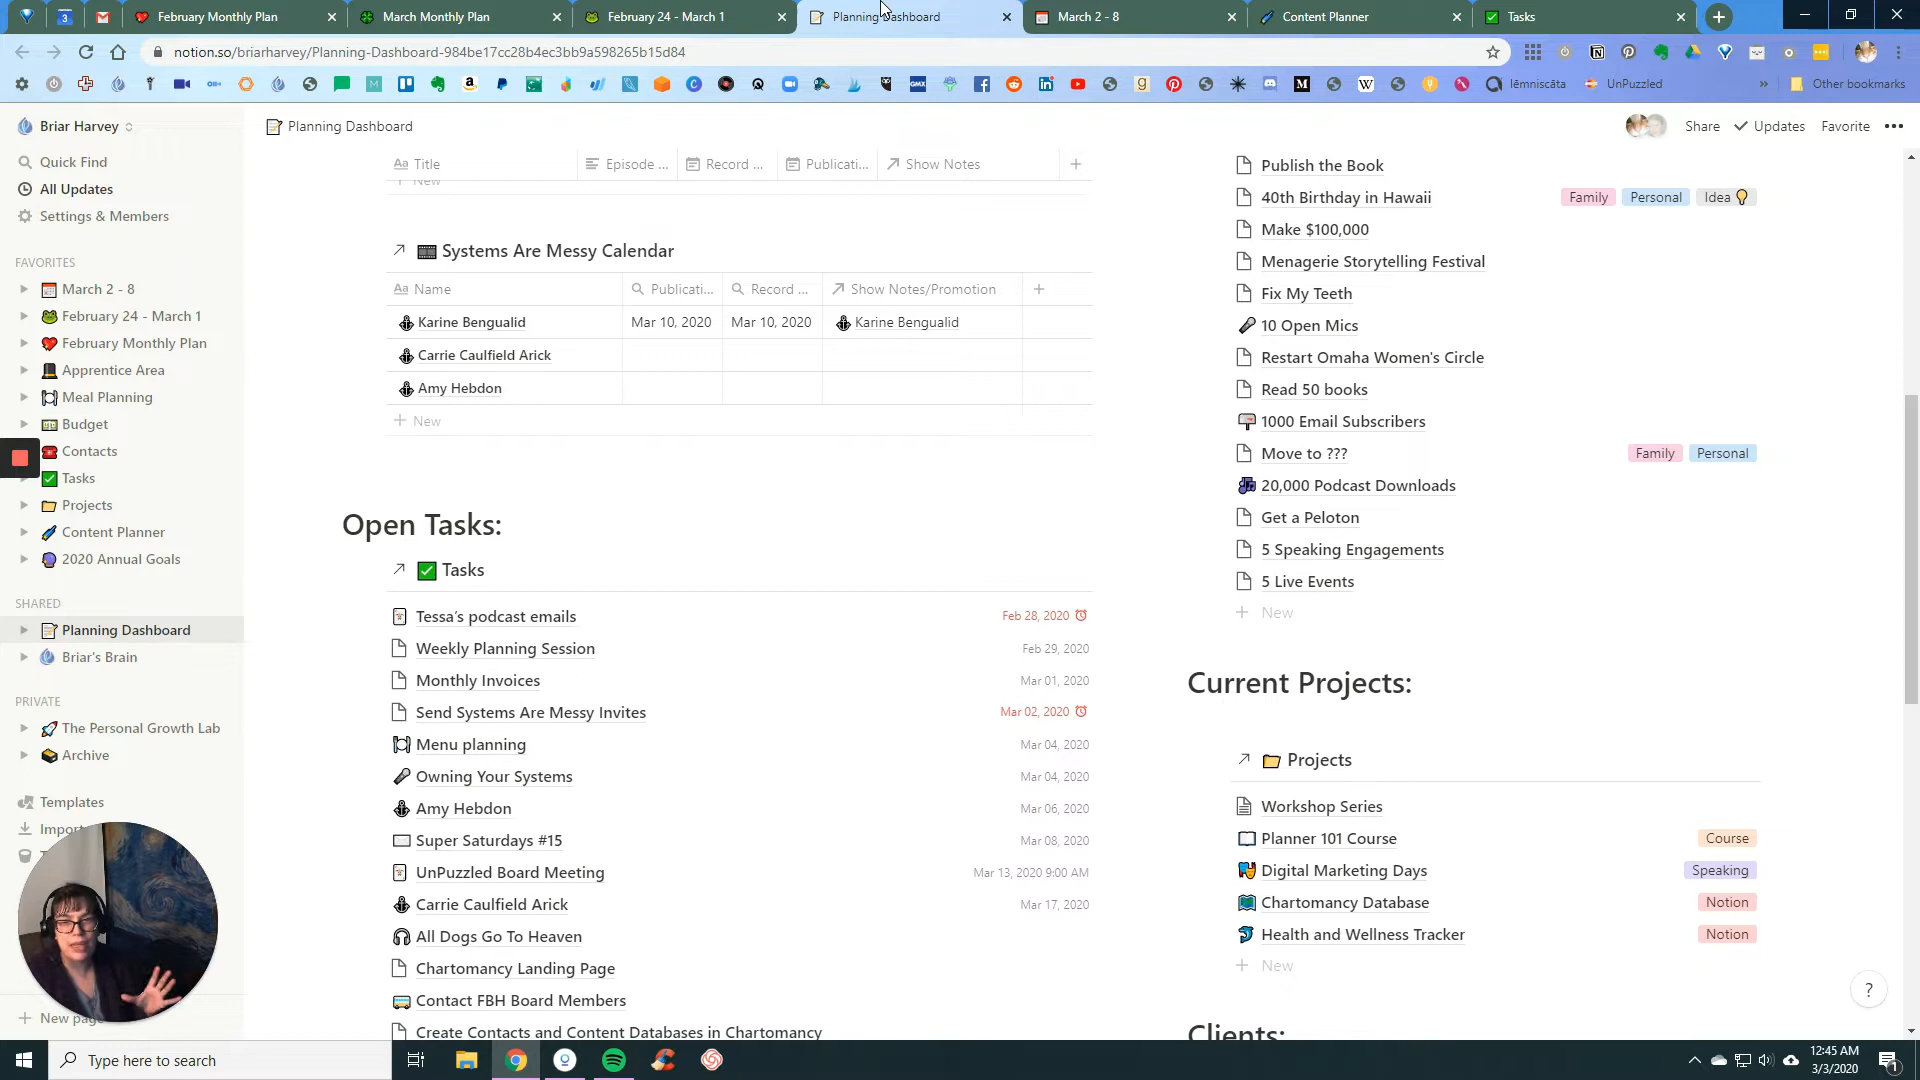 February Monthly Plan
March Monthly Plan
February 24 - March 1
Planning Dashboard
March 2 - 8
Content Planner
Tasks
notion.so/briarharvey/Planning-Dashboard-984be17cc28b4ec3bb9a598265b15d84
lēmniscāta
UnPuzzled
Other bookmarks
Briar Harvey
Planning Dashboard
Share
Updates
Favorite
Quick Find
All Updates
Settings & Members
FAVORITES
March 2 - 8
February 24 - March 1
February Monthly Plan
Apprentice Area
Meal Planning
Budget
Contacts
Tasks
Projects
Content Planner
2020 Annual Goals
SHARED
Planning Dashboard
Briar's Brain
PRIVATE
The Personal Growth Lab
Archive
Templates
Import
New page
Title
Episode ...
Record ...
Publicati...
Show Notes
New
Systems Are Messy Calendar
Name
Publicati...
Record ...
Show Notes/Promotion
Karine Bengualid
Mar 10, 2020
Mar 10, 2020
Karine Bengualid
Carrie Caulfield Arick
Amy Hebdon
New
Open Tasks:
Tasks
Tessa's podcast emails
Feb 28, 2020
Weekly Planning Session
Feb 29, 2020
Monthly Invoices
Mar 01, 2020
Send Systems Are Messy Invites
Mar 02, 2020
Menu planning
Mar 04, 2020
Owning Your Systems
Mar 04, 2020
Amy Hebdon
Mar 06, 2020
Super Saturdays #15
Mar 08, 2020
UnPuzzled Board Meeting
Mar 13, 2020 9:00 AM
Carrie Caulfield Arick
Mar 17, 2020
All Dogs Go To Heaven
Chartomancy Landing Page
Contact FBH Board Members
Create Contacts and Content Databases in Chartomancy
Publish the Book
40th Birthday in Hawaii
Family
Personal
Idea
Make $100,000
Menagerie Storytelling Festival
Fix My Teeth
10 Open Mics
Restart Omaha Women's Circle
Read 50 books
1000 Email Subscribers
Move to ???
Family
Personal
20,000 Podcast Downloads
Get a Peloton
5 Speaking Engagements
5 Live Events
New
Current Projects:
Projects
Workshop Series
Planner 101 Course
Course
Digital Marketing Days
Speaking
Chartomancy Database
Notion
Health and Wellness Tracker
Notion
New
Clients:
?
Type here to search
12:45 AM
3/3/2020